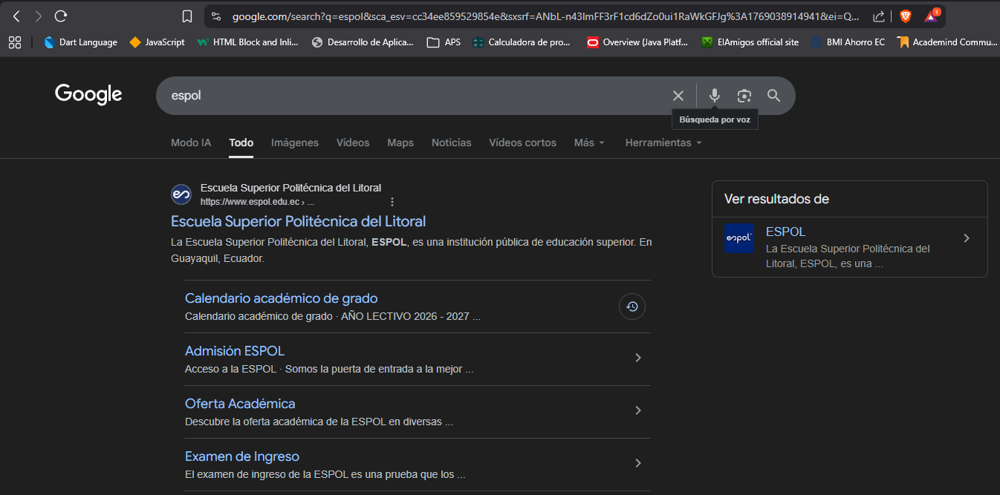 google.com/search?q=espol&sca_esv=cc34ee859529854e&sxsrf=ANbL-n43ImFF3rF1cd6dZo0ui1RaWkGFJg%3A1769038914941&ei=Q...
1
Dart Language JavaScript HTML Block and Inli... Desarrollo de Aplica... APS Calculadora de pro... Overview (Java Platf... ElAmigos official site BMI Ahorro EC Academind Commu...
Google
espol
Búsqueda por voz
Modo IA Todo Imágenes Vídeos Maps Noticias Vídeos cortos Más Herramientas
Escuela Superior Politécnica del Litoral
https://www.espol.edu.ec › ...
Escuela Superior Politécnica del Litoral
La Escuela Superior Politécnica del Litoral, ESPOL, es una institución pública de educación superior. En
Guayaquil, Ecuador.
Calendario académico de grado
Calendario académico de grado · AÑO LECTIVO 2026 - 2027 ...
Admisión ESPOL
Acceso a la ESPOL · Somos la puerta de entrada a la mejor ...
Oferta Académica
Descubre la oferta académica de la ESPOL en diversas ...
Examen de Ingreso
El examen de ingreso de la ESPOL es una prueba que los ...
Ver resultados de
espol
ESPOL
La Escuela Superior Politécnica del
Litoral, ESPOL, es una ...